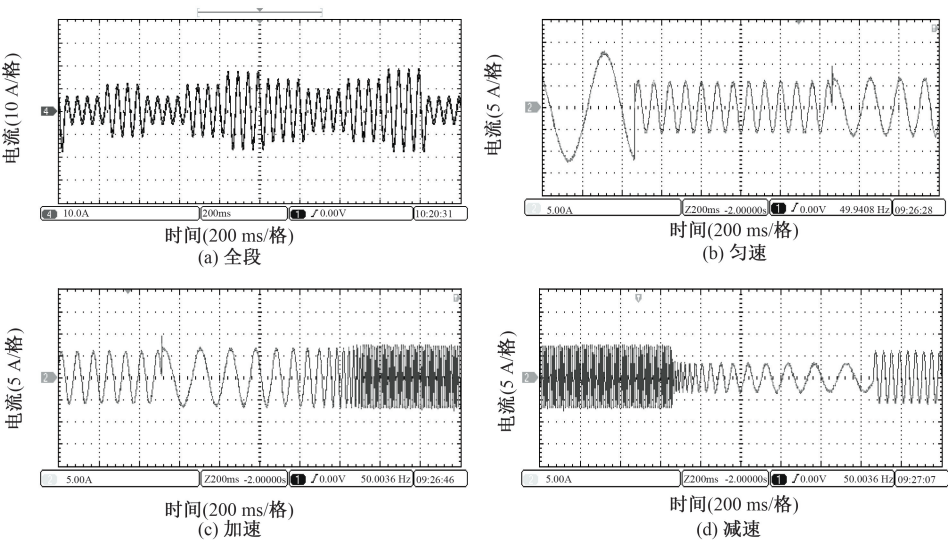 电流(10 A/格)
4
4 10.0A 200ms 1 0.00V 10:20:31
时间(200 ms/格)
(a) 全段
电流(5 A/格)
2
2 5.00A Z200ms -2.00000s 1 0.00V 49.9408 Hz 09:26:28
时间(200 ms/格)
(b) 匀速
电流(5 A/格)
2
2 5.00A Z200ms -2.00000s 1 0.00V 50.0036 Hz 09:26:46
时间(200 ms/格)
(c) 加速
电流(5 A/格)
2
2 5.00A Z200ms -2.00000s 1 0.00V 50.0036 Hz 09:27:07
时间(200 ms/格)
(d) 减速